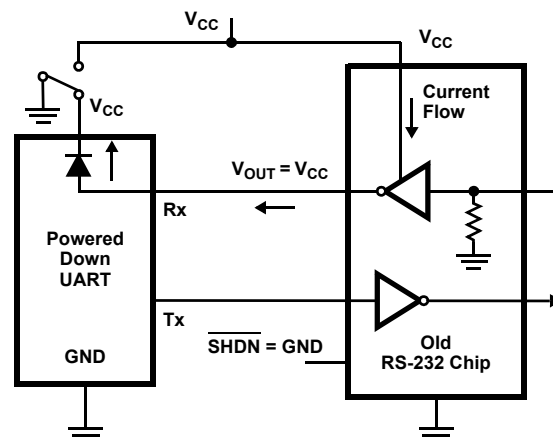 VCC
VCC
VCC
Current
Flow
VOUT = VCC
Rx
Powered
Down
UART
Tx
SHDN = GND
Old
RS-232 Chip
GND